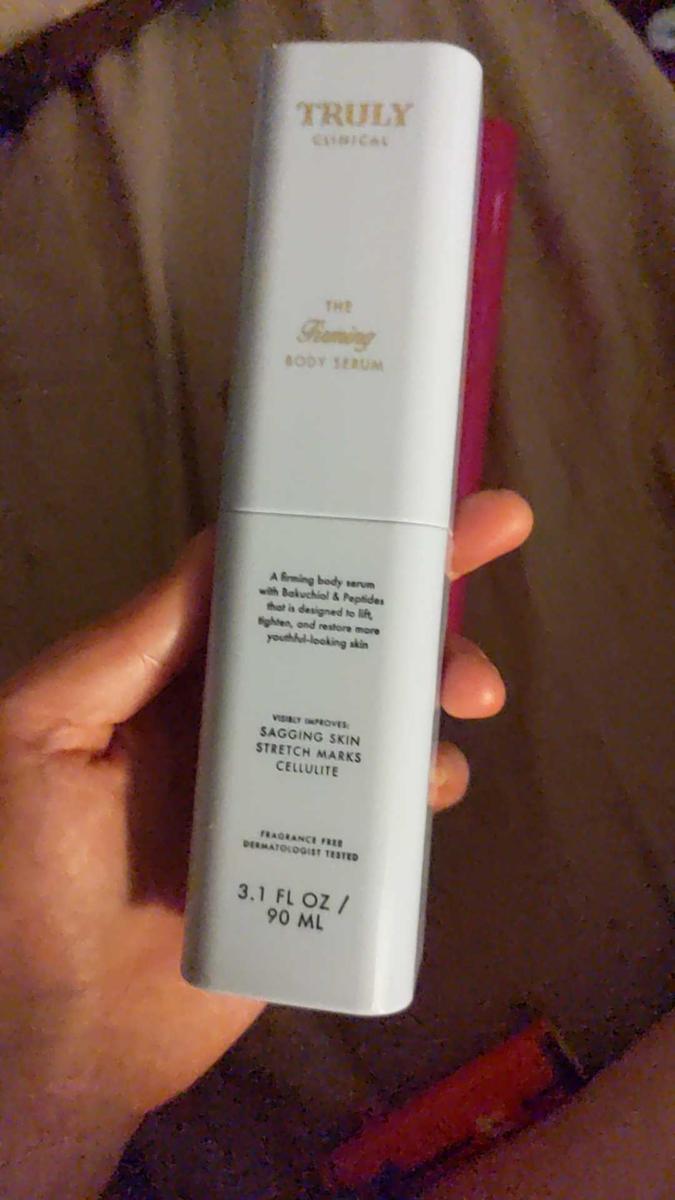 TRULY
CLINICAL
THE
Firming
BODY SERUM
A firming body serum
with Bakuchiol & Peptides
that is designed to lift,
tighten, and restore more
youthful-looking skin
VISIBLY IMPROVES:
SAGGING SKIN
STRETCH MARKS
CELLULITE
FRAGRANCE FREE
DERMATOLOGIST TESTED
3.1 FL OZ /
90 ML